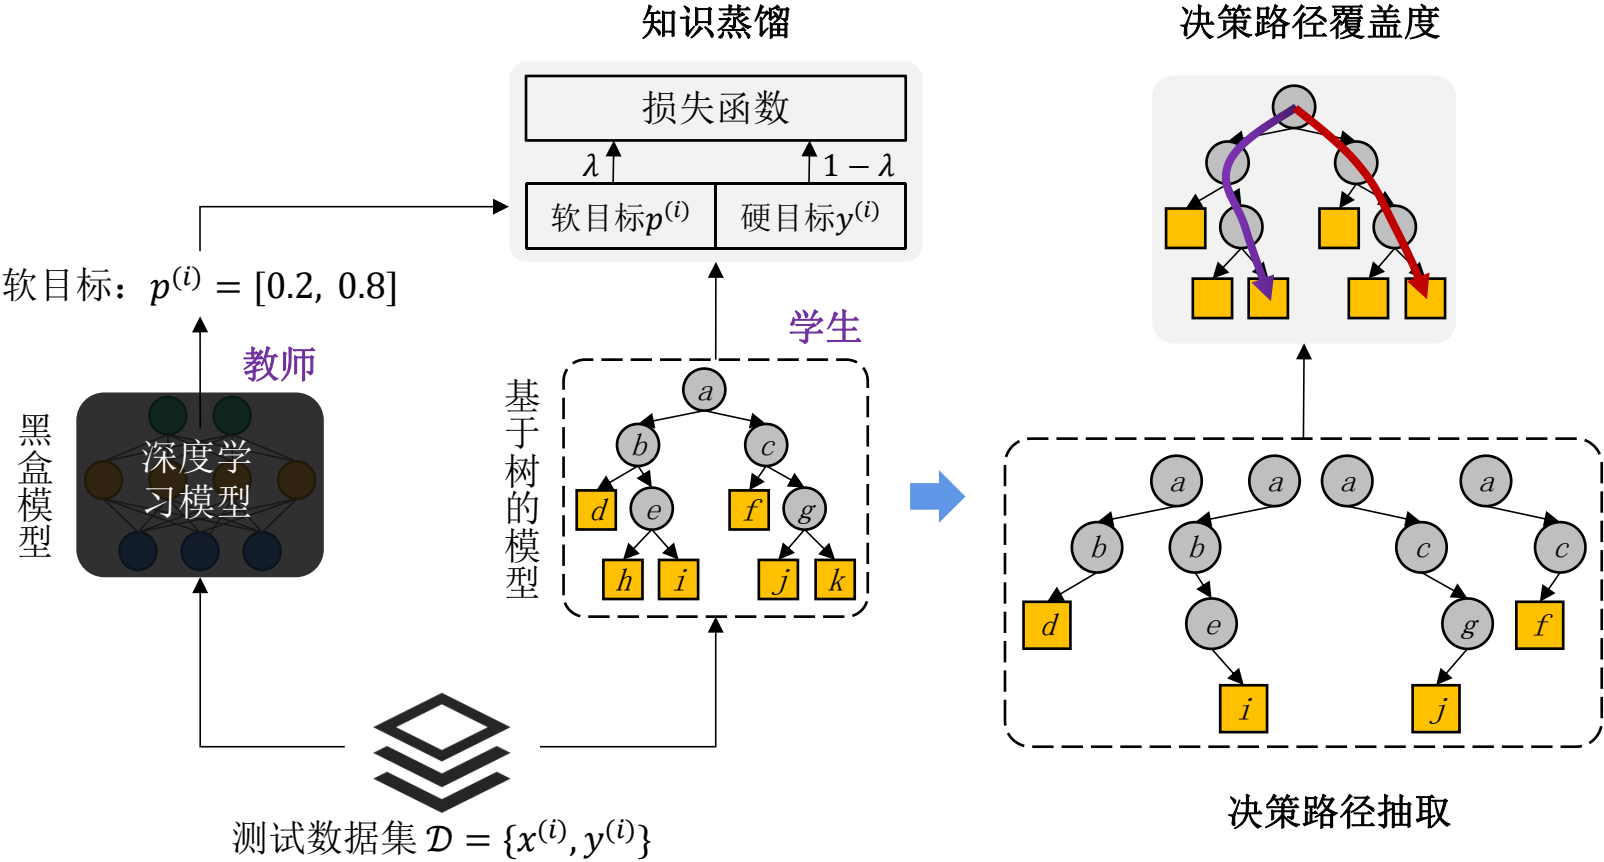 知识蒸馏
损失函数
λ
1 − λ
软目标p^(i)
硬目标y^(i)
软目标：p^(i) = [0.2, 0.8]
教师
黑盒模型
深度学
习模型
学生
基于树的模型
a
b
c
d
e
f
g
h
i
j
k
测试数据集 𝒟 = {x^(i), y^(i)}
决策路径覆盖度
a
a
a
a
b
b
c
c
d
e
g
f
i
j
决策路径抽取